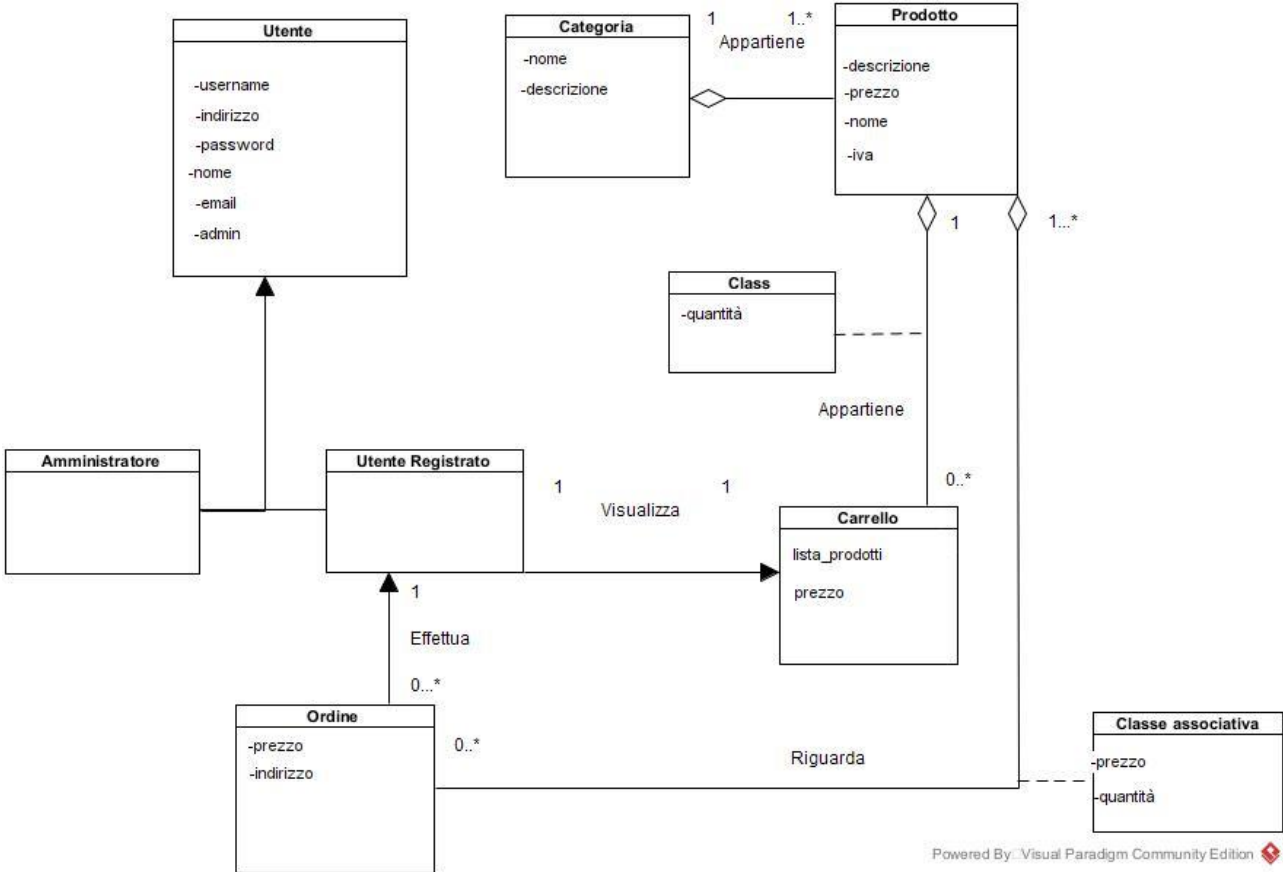 Utente
-username
-indirizzo
-password
-nome
-email
-admin
Categoria
-nome
-descrizione
1
1..*
Appartiene
Prodotto
-descrizione
-prezzo
-nome
-iva
1
1...*
Class
-quantità
Appartiene
0..*
Amministratore
Utente Registrato
1
1
Visualizza
Carrello
lista_prodotti
prezzo
1
Effettua
0...*
Ordine
-prezzo
-indirizzo
0..*
Riguarda
Classe associativa
-prezzo
-quantità
Powered By Visual Paradigm Community Edition